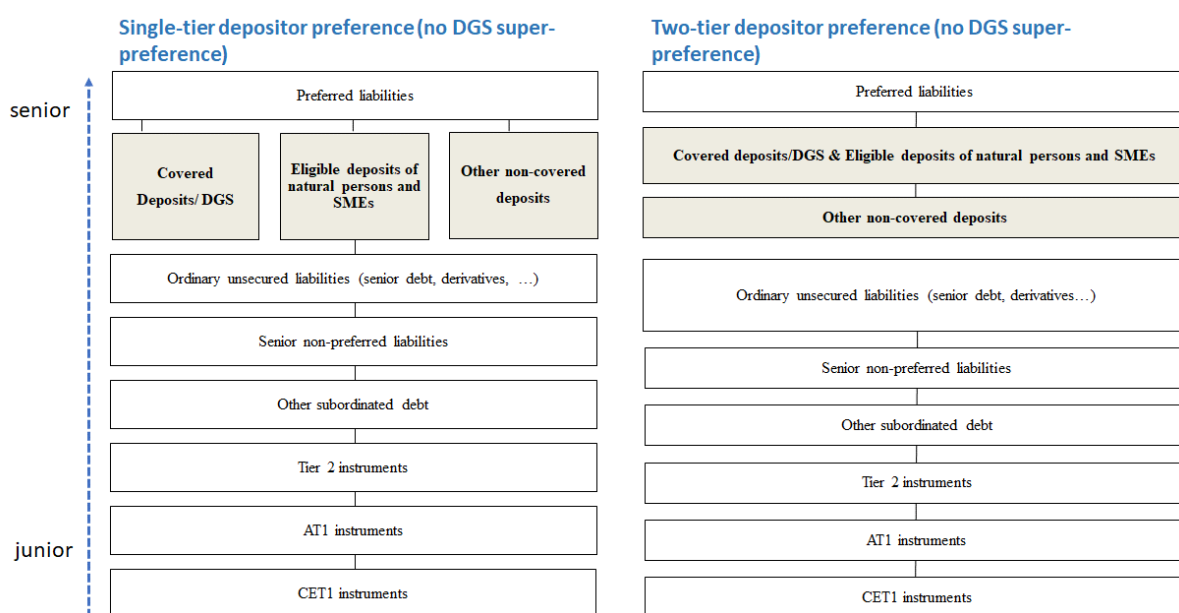 Single-tier depositor preference (no DGS super-
preference)
senior
junior
Preferred liabilities
Covered
Deposits/ DGS
Eligible deposits of
natural persons and
SMEs
Other non-covered
deposits
Ordinary unsecured liabilities (senior debt, derivatives, …)
Senior non-preferred liabilities
Other subordinated debt
Tier 2 instruments
AT1 instruments
CET1 instruments
Two-tier depositor preference (no DGS super-
preference)
Preferred liabilities
Covered deposits/DGS & Eligible deposits of natural persons and SMEs
Other non-covered deposits
Ordinary unsecured liabilities (senior debt, derivatives…)
Senior non-preferred liabilities
Other subordinated debt
Tier 2 instruments
AT1 instruments
CET1 instruments